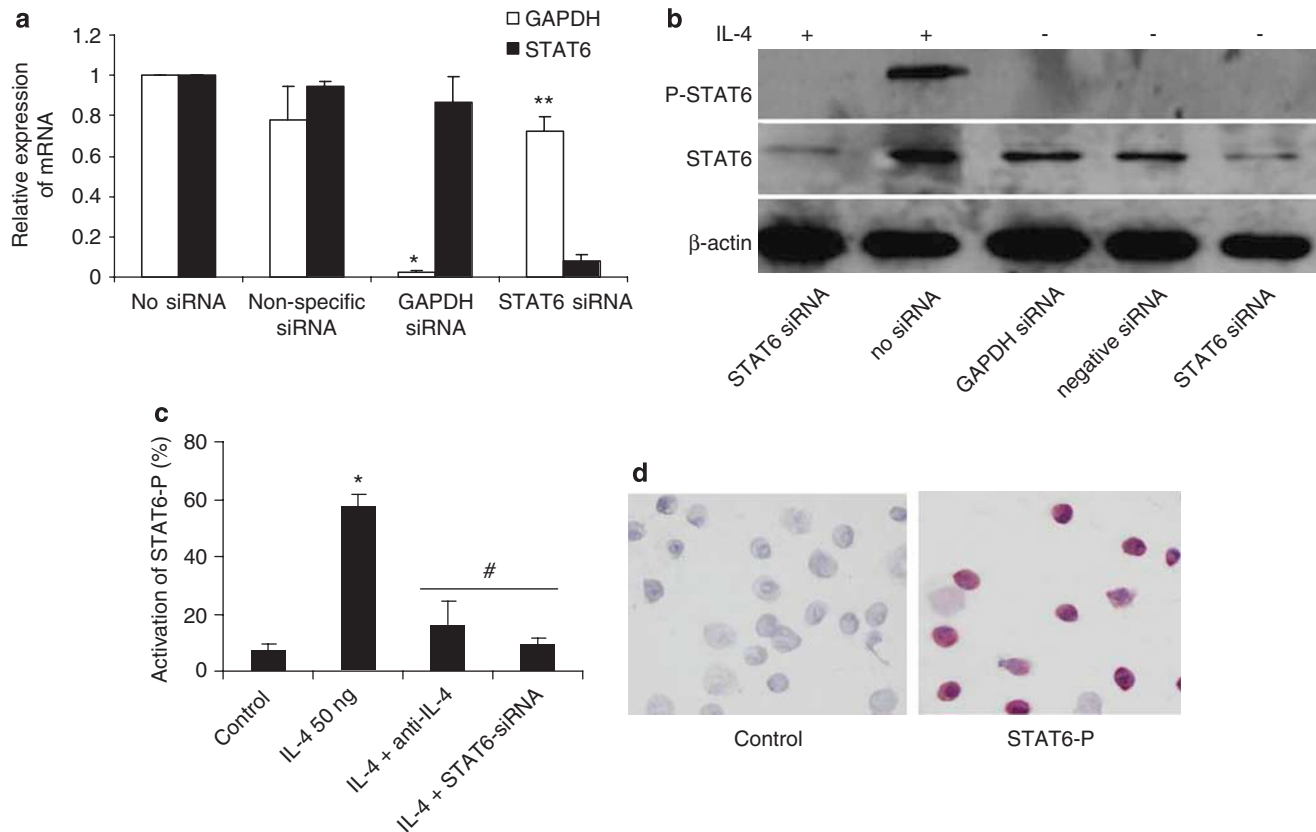 a
GAPDH
STAT6
Relative expression
of mRNA
1.2
1
0.8
0.6
0.4
0.2
0
*
**
No siRNA
Non-specific
siRNA
GAPDH
siRNA
STAT6 siRNA
b
IL-4 + + - - -
P-STAT6
STAT6
β-actin
STAT6 siRNA
no siRNA
GAPDH siRNA
negative siRNA
STAT6 siRNA
c
Activation of STAT6-P (%)
80
60
40
20
0
*
#
Control
IL-4 50 ng
IL-4 + anti-IL-4
IL-4 + STAT6-siRNA
d
Control
STAT6-P